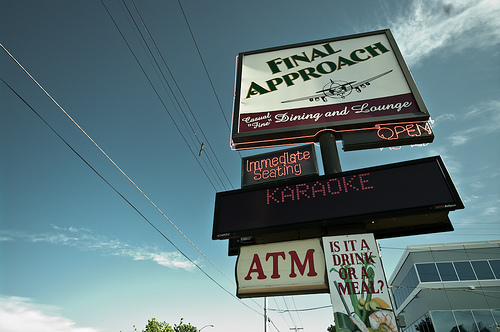 FINAL
APPROACH
Casual
"Fine" Dining and Lounge
OPEN
Immediate
Seating
KARAOKE
ATM
IS IT A
DRINK
OR A
MEAL?